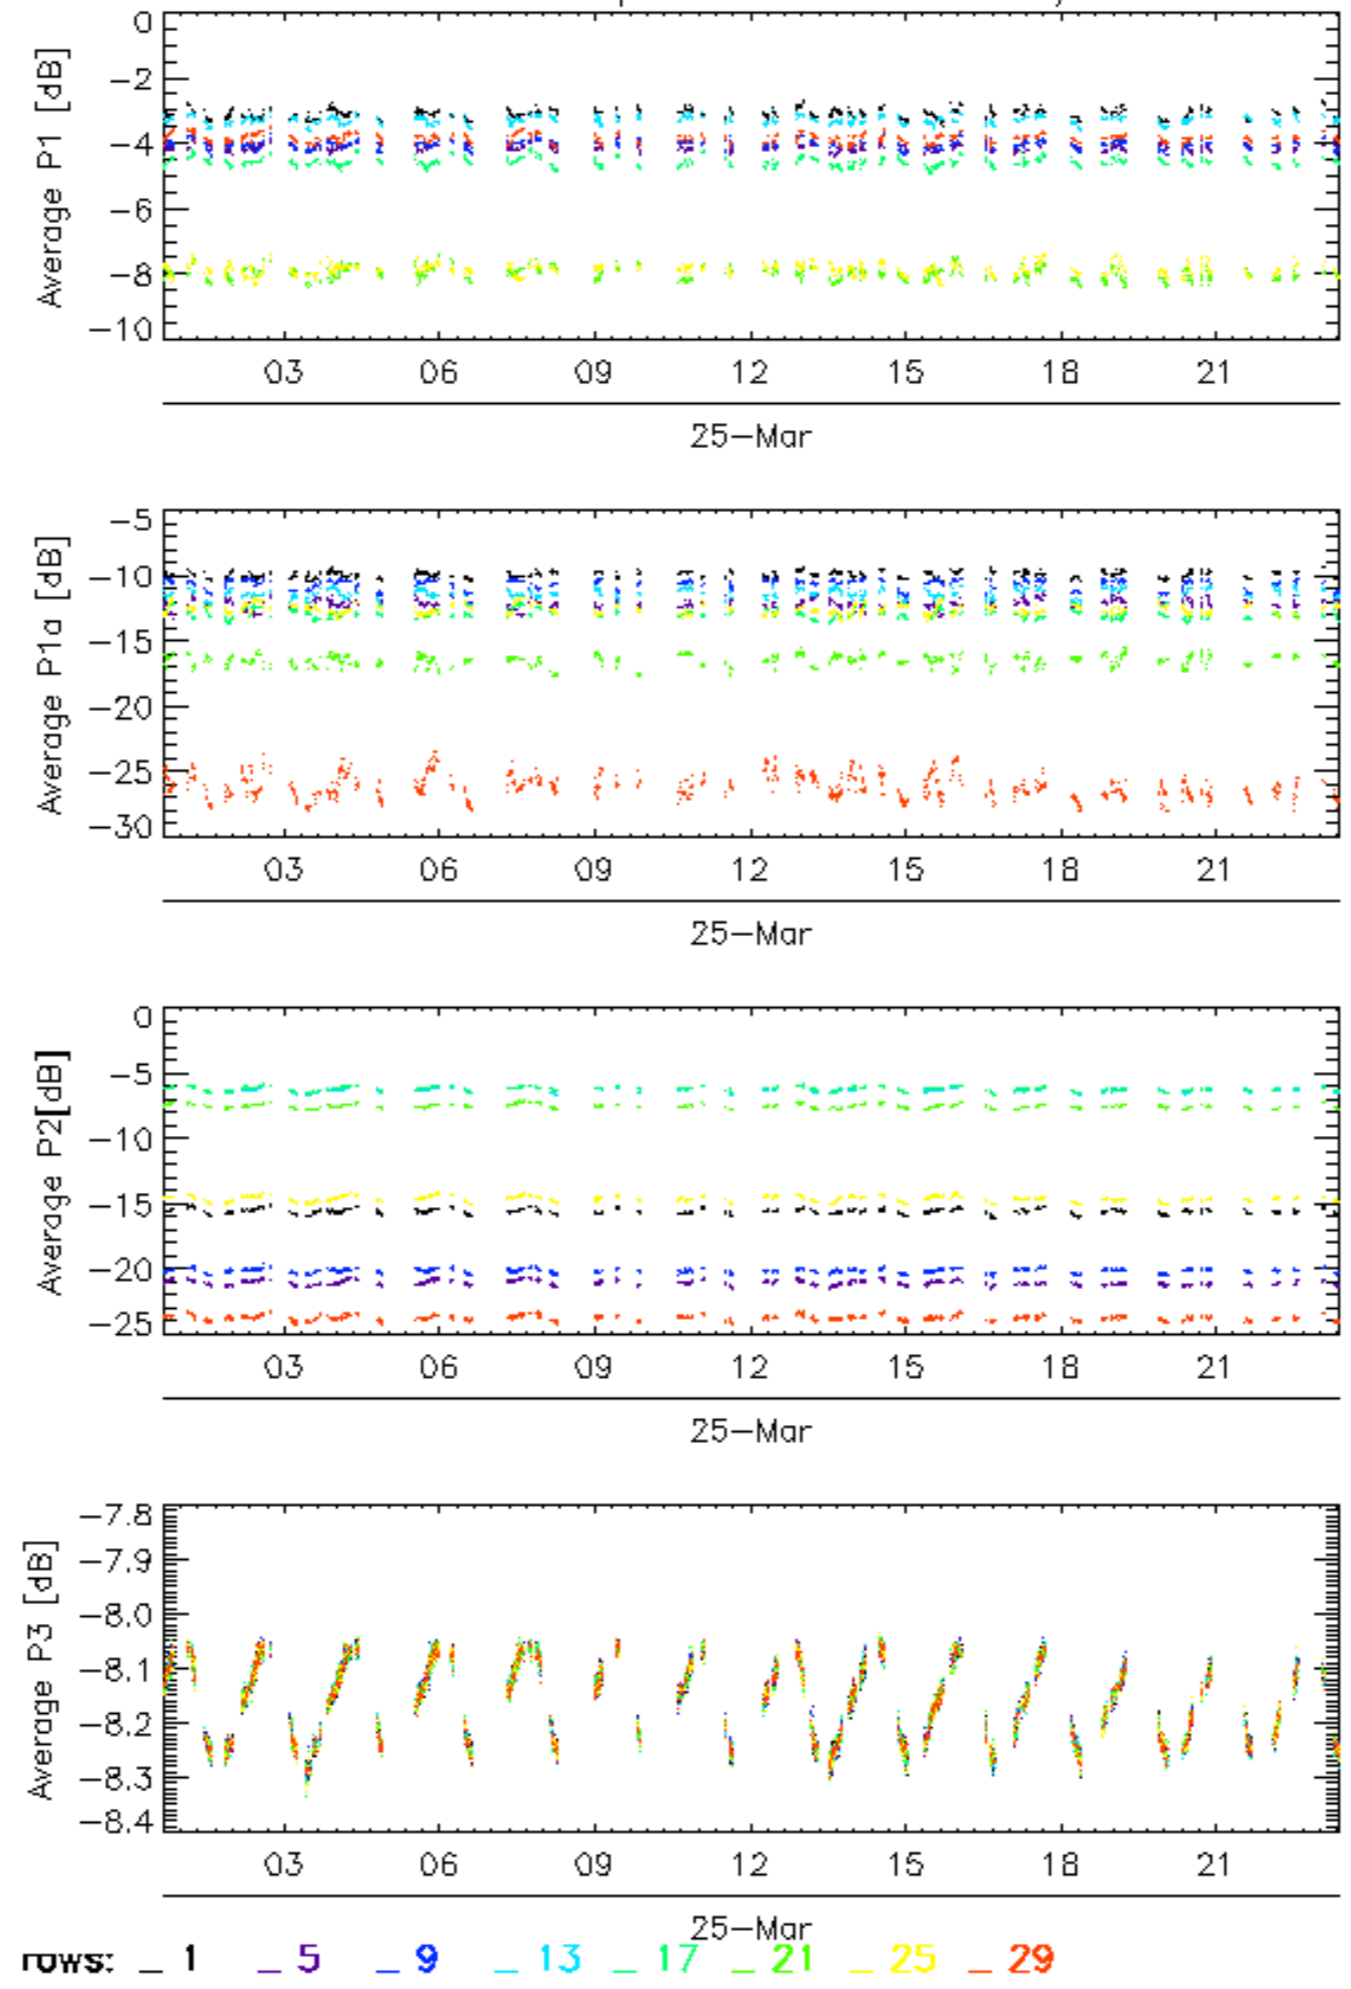 0
−2
−4
−6
−8
−10
Average P1 [dB]
03 06 09 12 15 18 21
25−Mar
−5
−10
−15
−20
−25
−30
Average P1a [dB]
03 06 09 12 15 18 21
25−Mar
0
−5
−10
−15
−20
−25
Average P2[dB]
03 06 09 12 15 18 21
25−Mar
−7.8
−7.9
−8.0
−8.1
−8.2
−8.3
−8.4
Average P3 [dB]
03 06 09 12 15 18 21
25−Mar
rows: _ 1 _ 5 _ 9 _ 13 _ 17 _ 21 _ 25 _ 29